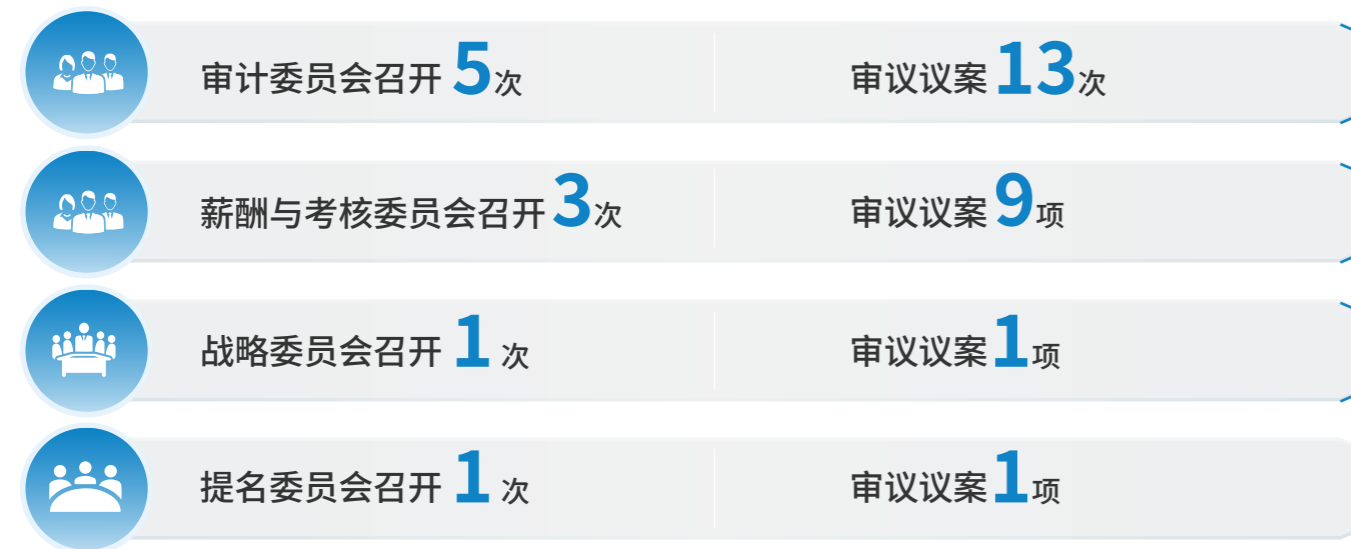 审计委员会召开 5次 审议议案 13次
薪酬与考核委员会召开 3次 审议议案 9项
战略委员会召开 1 次 审议议案 1项
提名委员会召开 1 次 审议议案 1项